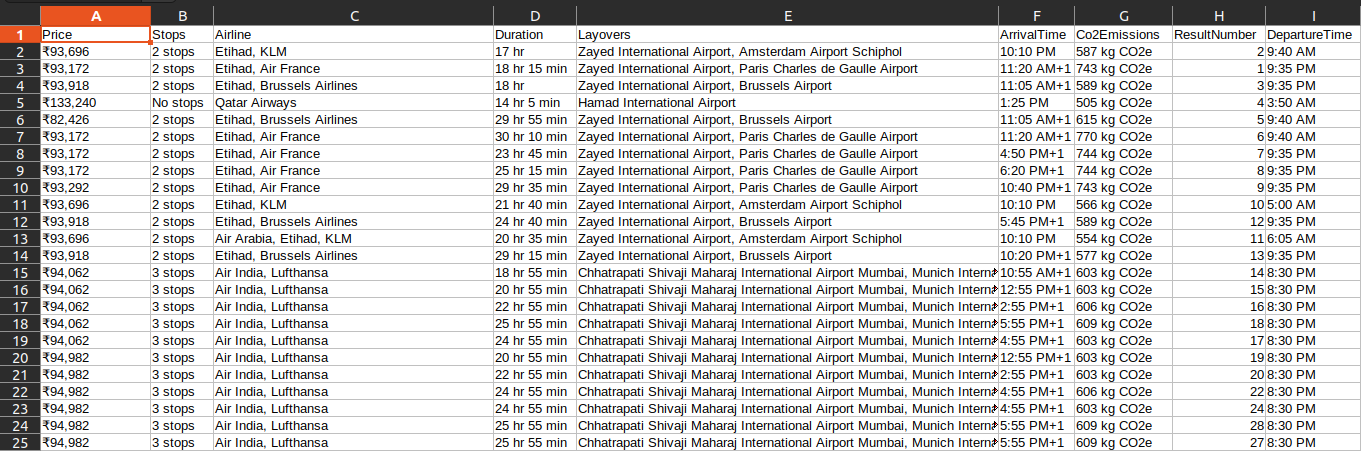 A B C D E F G H I
1 Price Stops Airline Duration Layovers ArrivalTime Co2Emissions ResultNumber DepartureTime
2 ₹93,696 2 stops Etihad, KLM 17 hr Zayed International Airport, Amsterdam Airport Schiphol 10:10 PM 587 kg CO2e 2 9:40 AM
3 ₹93,172 2 stops Etihad, Air France 18 hr 15 min Zayed International Airport, Paris Charles de Gaulle Airport 11:20 AM+1 743 kg CO2e 1 9:35 PM
4 ₹93,918 2 stops Etihad, Brussels Airlines 18 hr Zayed International Airport, Brussels Airport 11:05 AM+1 589 kg CO2e 3 9:35 PM
5 ₹133,240 No stops Qatar Airways 14 hr 5 min Hamad International Airport 1:25 PM 505 kg CO2e 4 3:50 AM
6 ₹82,426 2 stops Etihad, Brussels Airlines 29 hr 55 min Zayed International Airport, Brussels Airport 11:05 AM+1 615 kg CO2e 5 9:40 AM
7 ₹93,172 2 stops Etihad, Air France 30 hr 10 min Zayed International Airport, Paris Charles de Gaulle Airport 11:20 AM+1 770 kg CO2e 6 9:40 AM
8 ₹93,172 2 stops Etihad, Air France 23 hr 45 min Zayed International Airport, Paris Charles de Gaulle Airport 4:50 PM+1 744 kg CO2e 7 9:35 PM
9 ₹93,172 2 stops Etihad, Air France 25 hr 15 min Zayed International Airport, Paris Charles de Gaulle Airport 6:20 PM+1 744 kg CO2e 8 9:35 PM
10 ₹93,292 2 stops Etihad, Air France 29 hr 35 min Zayed International Airport, Paris Charles de Gaulle Airport 10:40 PM+1 743 kg CO2e 9 9:35 PM
11 ₹93,696 2 stops Etihad, KLM 21 hr 40 min Zayed International Airport, Amsterdam Airport Schiphol 10:10 PM 566 kg CO2e 10 5:00 AM
12 ₹93,918 2 stops Etihad, Brussels Airlines 24 hr 40 min Zayed International Airport, Brussels Airport 5:45 PM+1 589 kg CO2e 12 9:35 PM
13 ₹93,696 2 stops Air Arabia, Etihad, KLM 20 hr 35 min Zayed International Airport, Amsterdam Airport Schiphol 10:10 PM 554 kg CO2e 11 6:05 AM
14 ₹93,918 2 stops Etihad, Brussels Airlines 29 hr 15 min Zayed International Airport, Brussels Airport 10:20 PM+1 577 kg CO2e 13 9:35 PM
15 ₹94,062 3 stops Air India, Lufthansa 18 hr 55 min Chhatrapati Shivaji Maharaj International Airport Mumbai, Munich Interna 10:55 AM+1 603 kg CO2e 14 8:30 PM
16 ₹94,062 3 stops Air India, Lufthansa 20 hr 55 min Chhatrapati Shivaji Maharaj International Airport Mumbai, Munich Interna 12:55 PM+1 603 kg CO2e 15 8:30 PM
17 ₹94,062 3 stops Air India, Lufthansa 22 hr 55 min Chhatrapati Shivaji Maharaj International Airport Mumbai, Munich Interna 2:55 PM+1 606 kg CO2e 16 8:30 PM
18 ₹94,062 3 stops Air India, Lufthansa 25 hr 55 min Chhatrapati Shivaji Maharaj International Airport Mumbai, Munich Interna 5:55 PM+1 609 kg CO2e 18 8:30 PM
19 ₹94,062 3 stops Air India, Lufthansa 24 hr 55 min Chhatrapati Shivaji Maharaj International Airport Mumbai, Munich Interna 4:55 PM+1 603 kg CO2e 17 8:30 PM
20 ₹94,982 3 stops Air India, Lufthansa 20 hr 55 min Chhatrapati Shivaji Maharaj International Airport Mumbai, Munich Interna 12:55 PM+1 603 kg CO2e 19 8:30 PM
21 ₹94,982 3 stops Air India, Lufthansa 22 hr 55 min Chhatrapati Shivaji Maharaj International Airport Mumbai, Munich Interna 2:55 PM+1 603 kg CO2e 20 8:30 PM
22 ₹94,982 3 stops Air India, Lufthansa 24 hr 55 min Chhatrapati Shivaji Maharaj International Airport Mumbai, Munich Interna 4:55 PM+1 606 kg CO2e 22 8:30 PM
23 ₹94,982 3 stops Air India, Lufthansa 24 hr 55 min Chhatrapati Shivaji Maharaj International Airport Mumbai, Munich Interna 4:55 PM+1 603 kg CO2e 24 8:30 PM
24 ₹94,982 3 stops Air India, Lufthansa 25 hr 55 min Chhatrapati Shivaji Maharaj International Airport Mumbai, Munich Interna 5:55 PM+1 609 kg CO2e 28 8:30 PM
25 ₹94,982 3 stops Air India, Lufthansa 25 hr 55 min Chhatrapati Shivaji Maharaj International Airport Mumbai, Munich Interna 5:55 PM+1 609 kg CO2e 27 8:30 PM